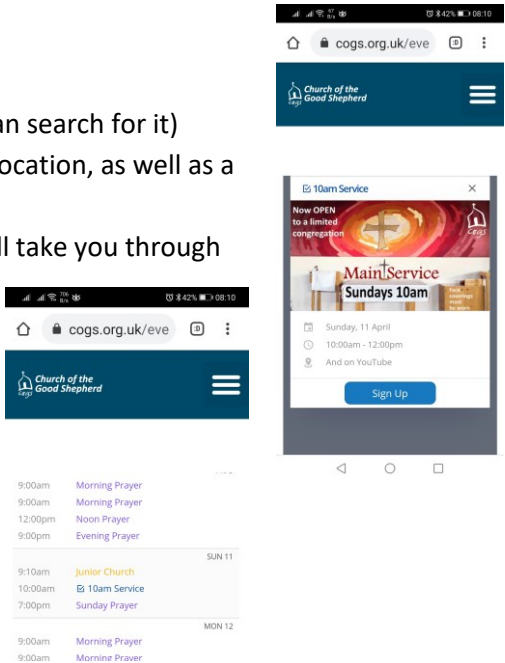 an search for it)
ocation, as well as a
ll take you through
67 B/s 42% 08:10
cogs.org.uk/eve
Church of the
Good Shepherd
10am Service
Now OPEN
to a limited
congregation
Main Service
Sundays 10am
Sunday, 11 April
10:00am - 12:00pm
And on YouTube
Sign Up
706 B/s 42% 08:10
cogs.org.uk/eve
Church of the
Good Shepherd
9:00am Morning Prayer
9:00am Morning Prayer
12:00pm Noon Prayer
9:00pm Evening Prayer
SUN 11
9:10am Junior Church
10:00am 10am Service
7:00pm Sunday Prayer
MON 12
9:00am Morning Prayer
9:00am Morning Prayer